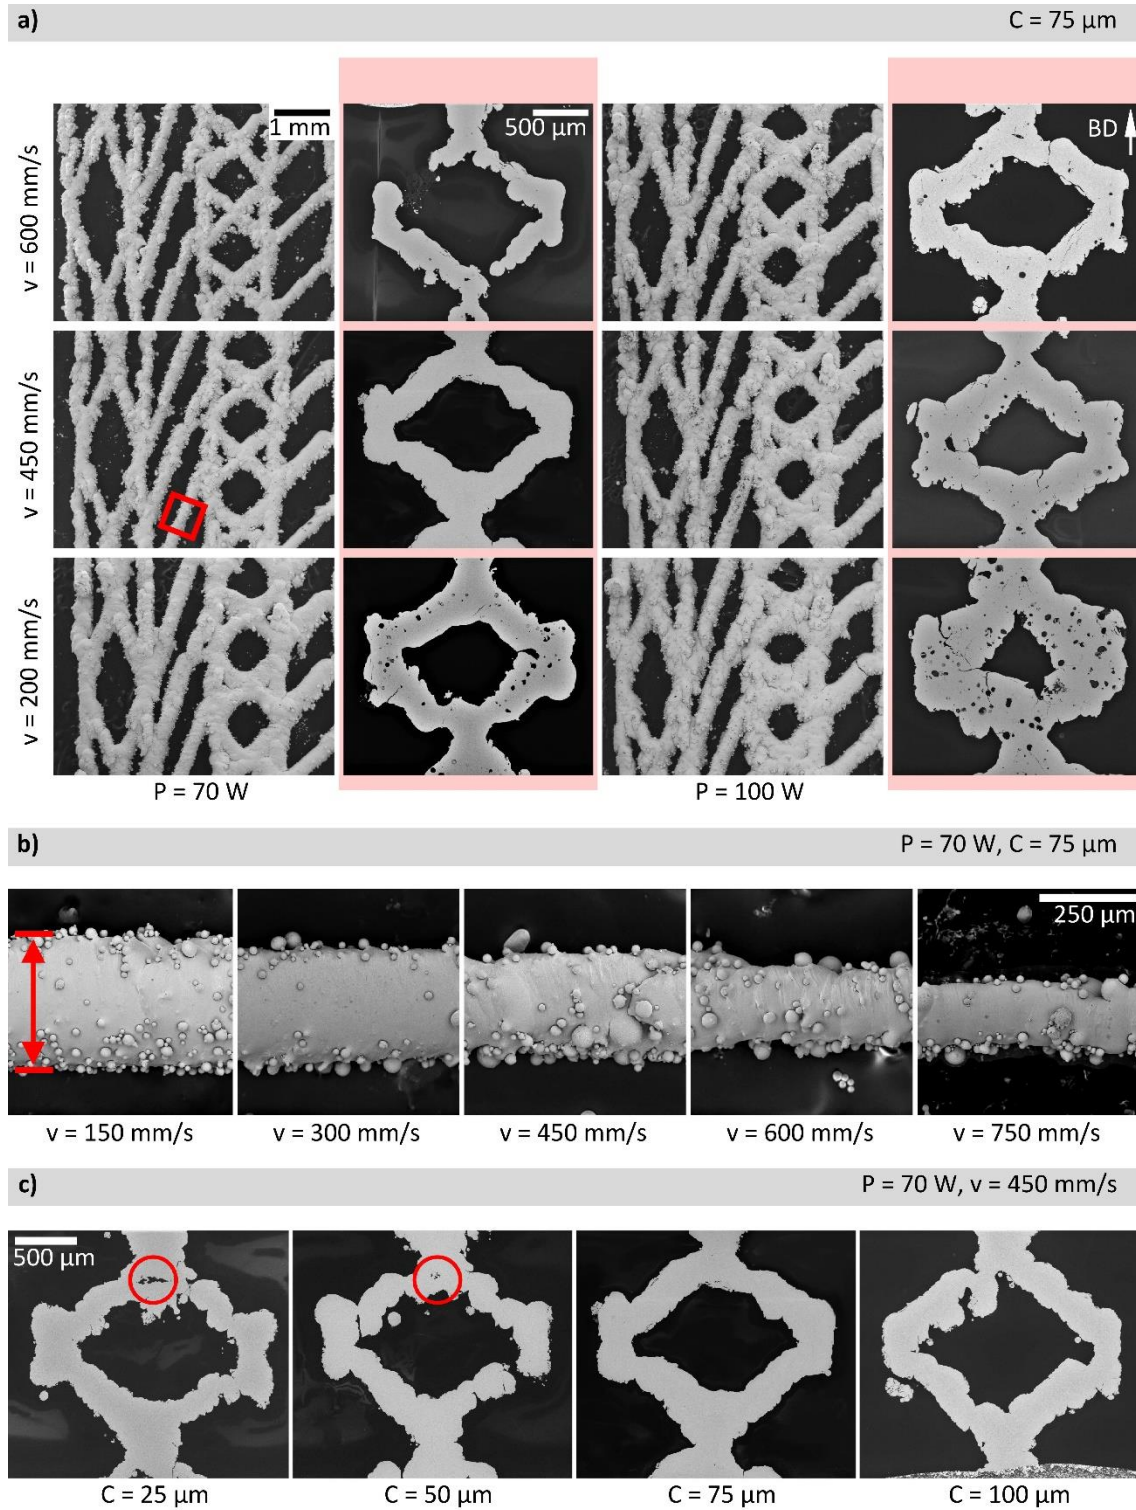 a)
C = 75 µm
1 mm
500 µm
BD
v = 600 mm/s
v = 450 mm/s
v = 200 mm/s
P = 70 W
P = 100 W
b)
P = 70 W, C = 75 µm
250 µm
v = 150 mm/s
v = 300 mm/s
v = 450 mm/s
v = 600 mm/s
v = 750 mm/s
c)
P = 70 W, v = 450 mm/s
500 µm
C = 25 µm
C = 50 µm
C = 75 µm
C = 100 µm